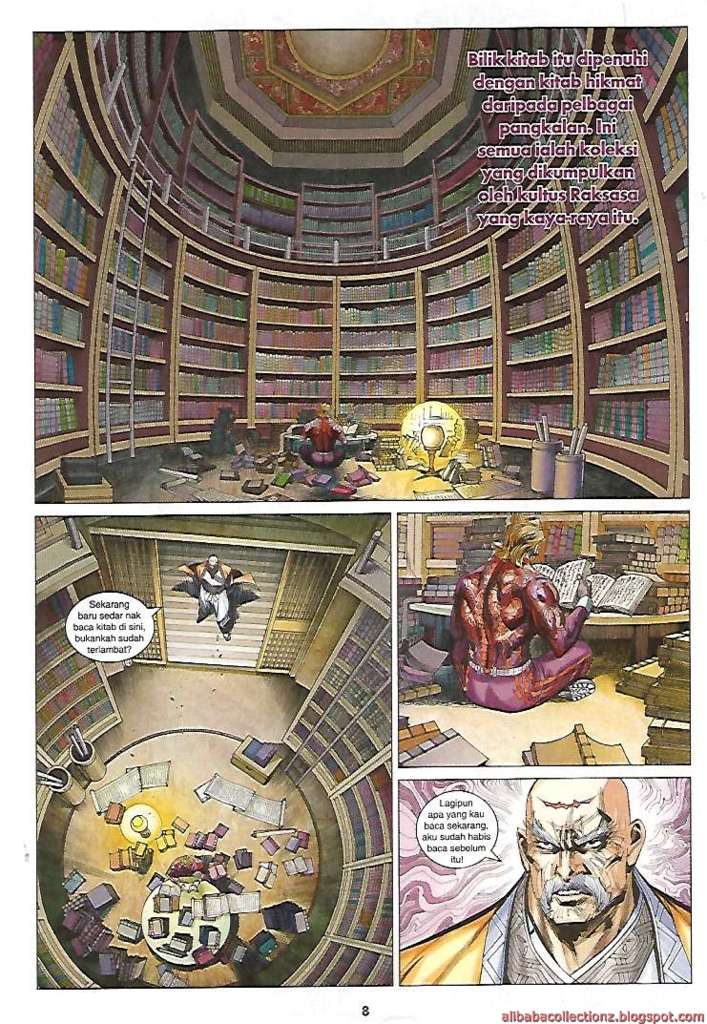 Bilik kitab itu dipenuhi
dengan kitab hikmat
daripada pelbagai
pangkalan. Ini
semua ialah koleksi
yang dikumpulkan
oleh kultus Raksasa
yang kaya-raya itu.
Sekarang
baru sedar nak
baca kitab di sini,
bukankah sudah
terlambat?
Lagipun
apa yang kau
baca sekarang,
aku sudah habis
baca sebelum
itu!
8
alibabacollectionz.blogspot.com